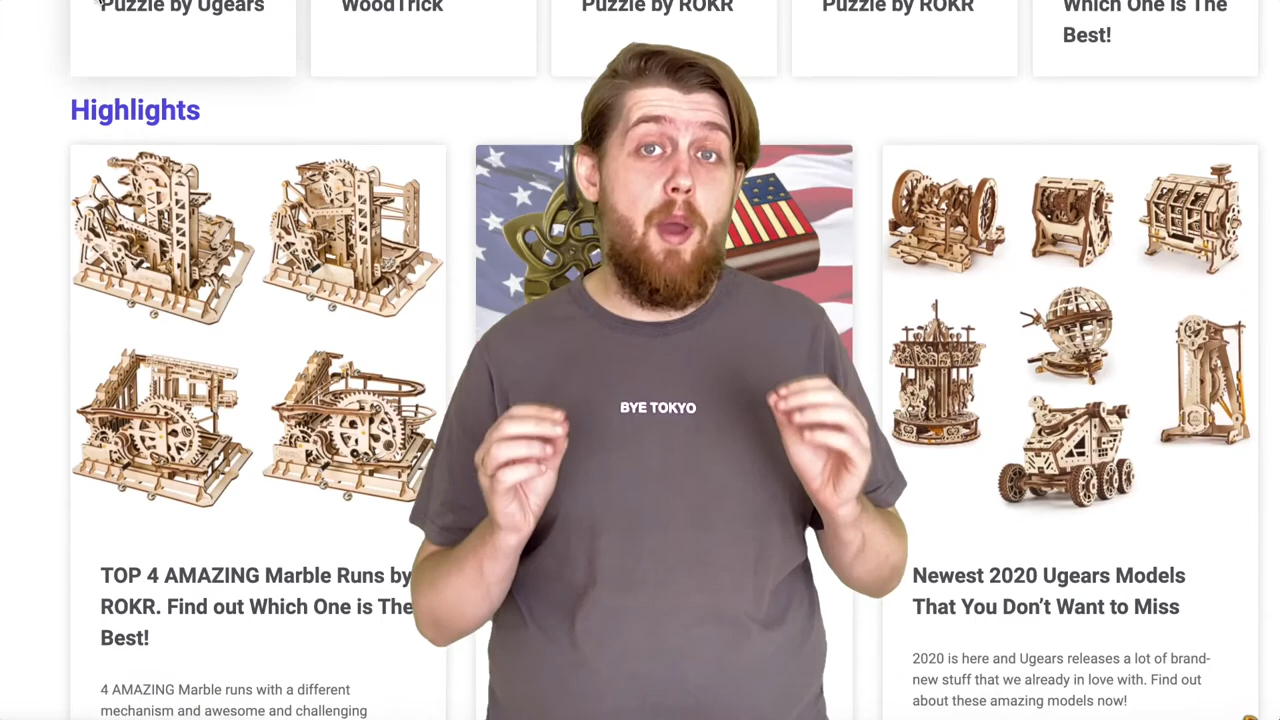 Puzzle by Ugears
WoodTrick
Puzzle by ROKR
Puzzle by ROKR
Which One is The
Best!
Highlights
BYE TOKYO
TOP 4 AMAZING Marble Runs by
ROKR. Find out Which One is The
Best!
4 AMAZING Marble runs with a different
mechanism and awesome and challenging
Newest 2020 Ugears Models
That You Don’t Want to Miss
2020 is here and Ugears releases a lot of brand-
new stuff that we already in love with. Find out
about these amazing models now!